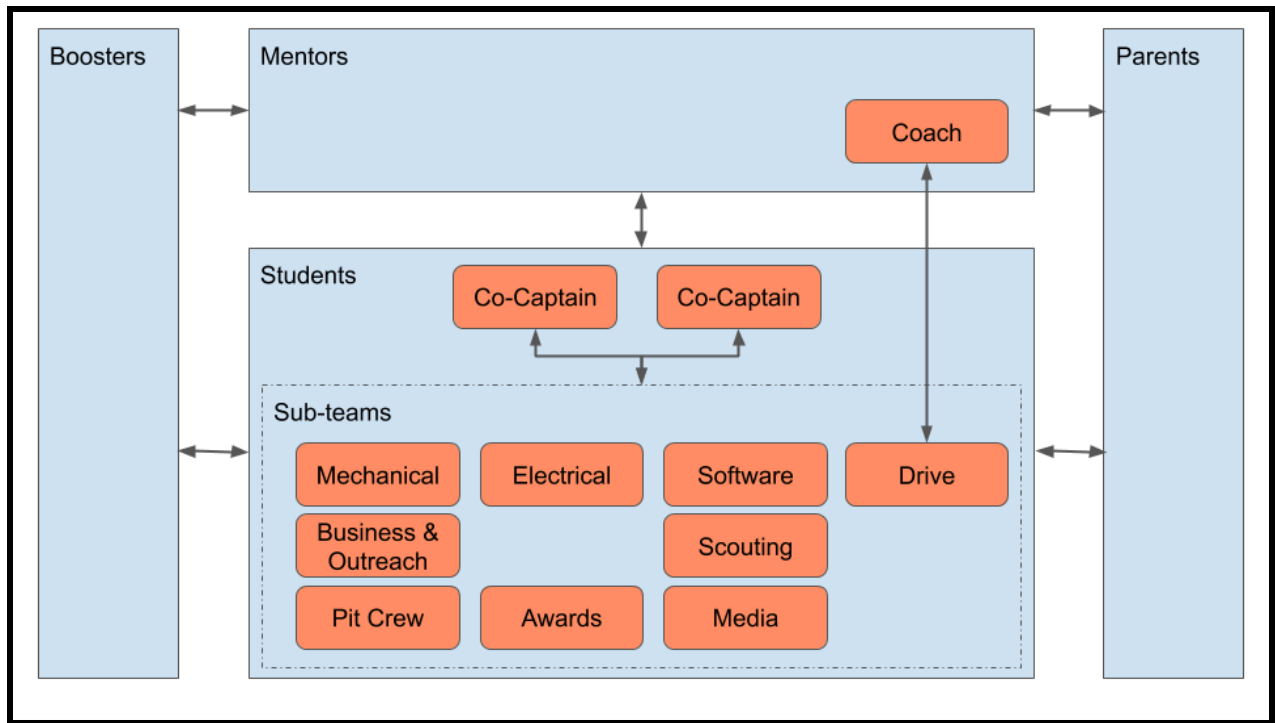 Boosters
Mentors
Parents
Coach
Students
Co-Captain
Co-Captain
Sub-teams
Mechanical
Electrical
Software
Drive
Business &
Outreach
Scouting
Pit Crew
Awards
Media